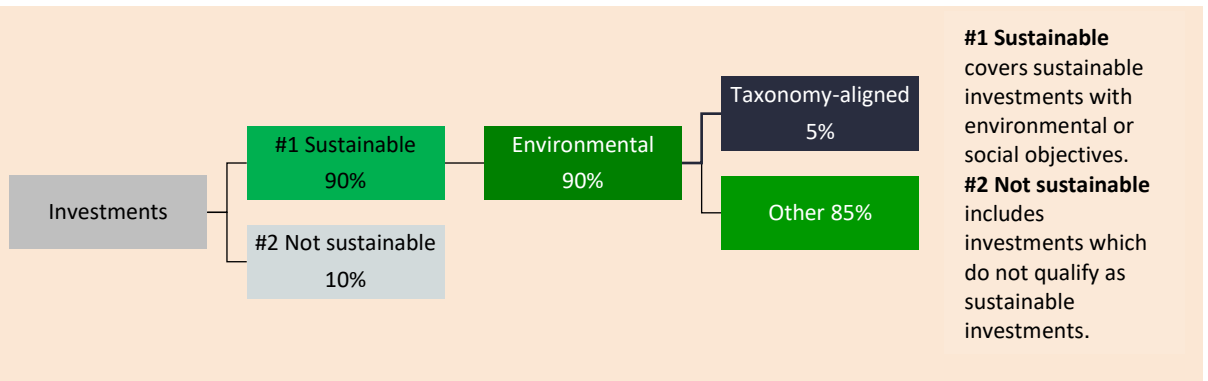 Investments
#1 Sustainable
90%
#2 Not sustainable
10%
Environmental
90%
Taxonomy-aligned
5%
Other 85%
#1 Sustainable
covers sustainable
investments with
environmental or
social objectives.
#2 Not sustainable
includes
investments which
do not qualify as
sustainable
investments.